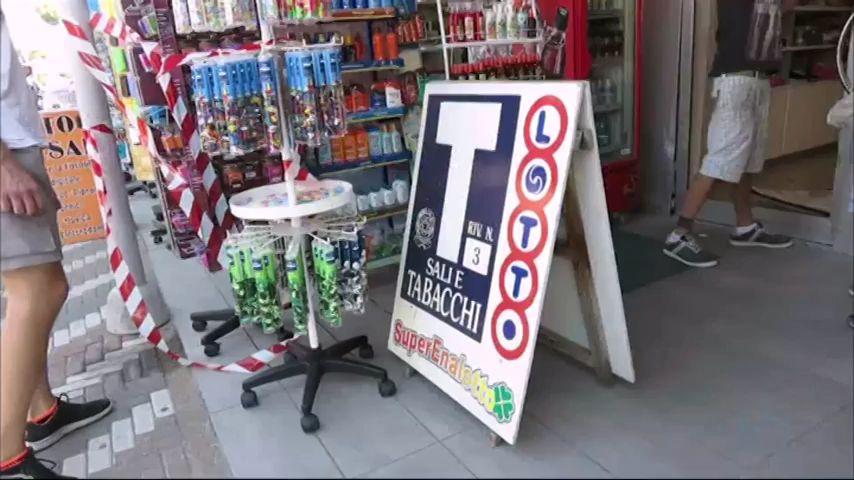 T
RIV. N.
3
SALI E
TABACCHI
LOTTO
SuperEnalotto